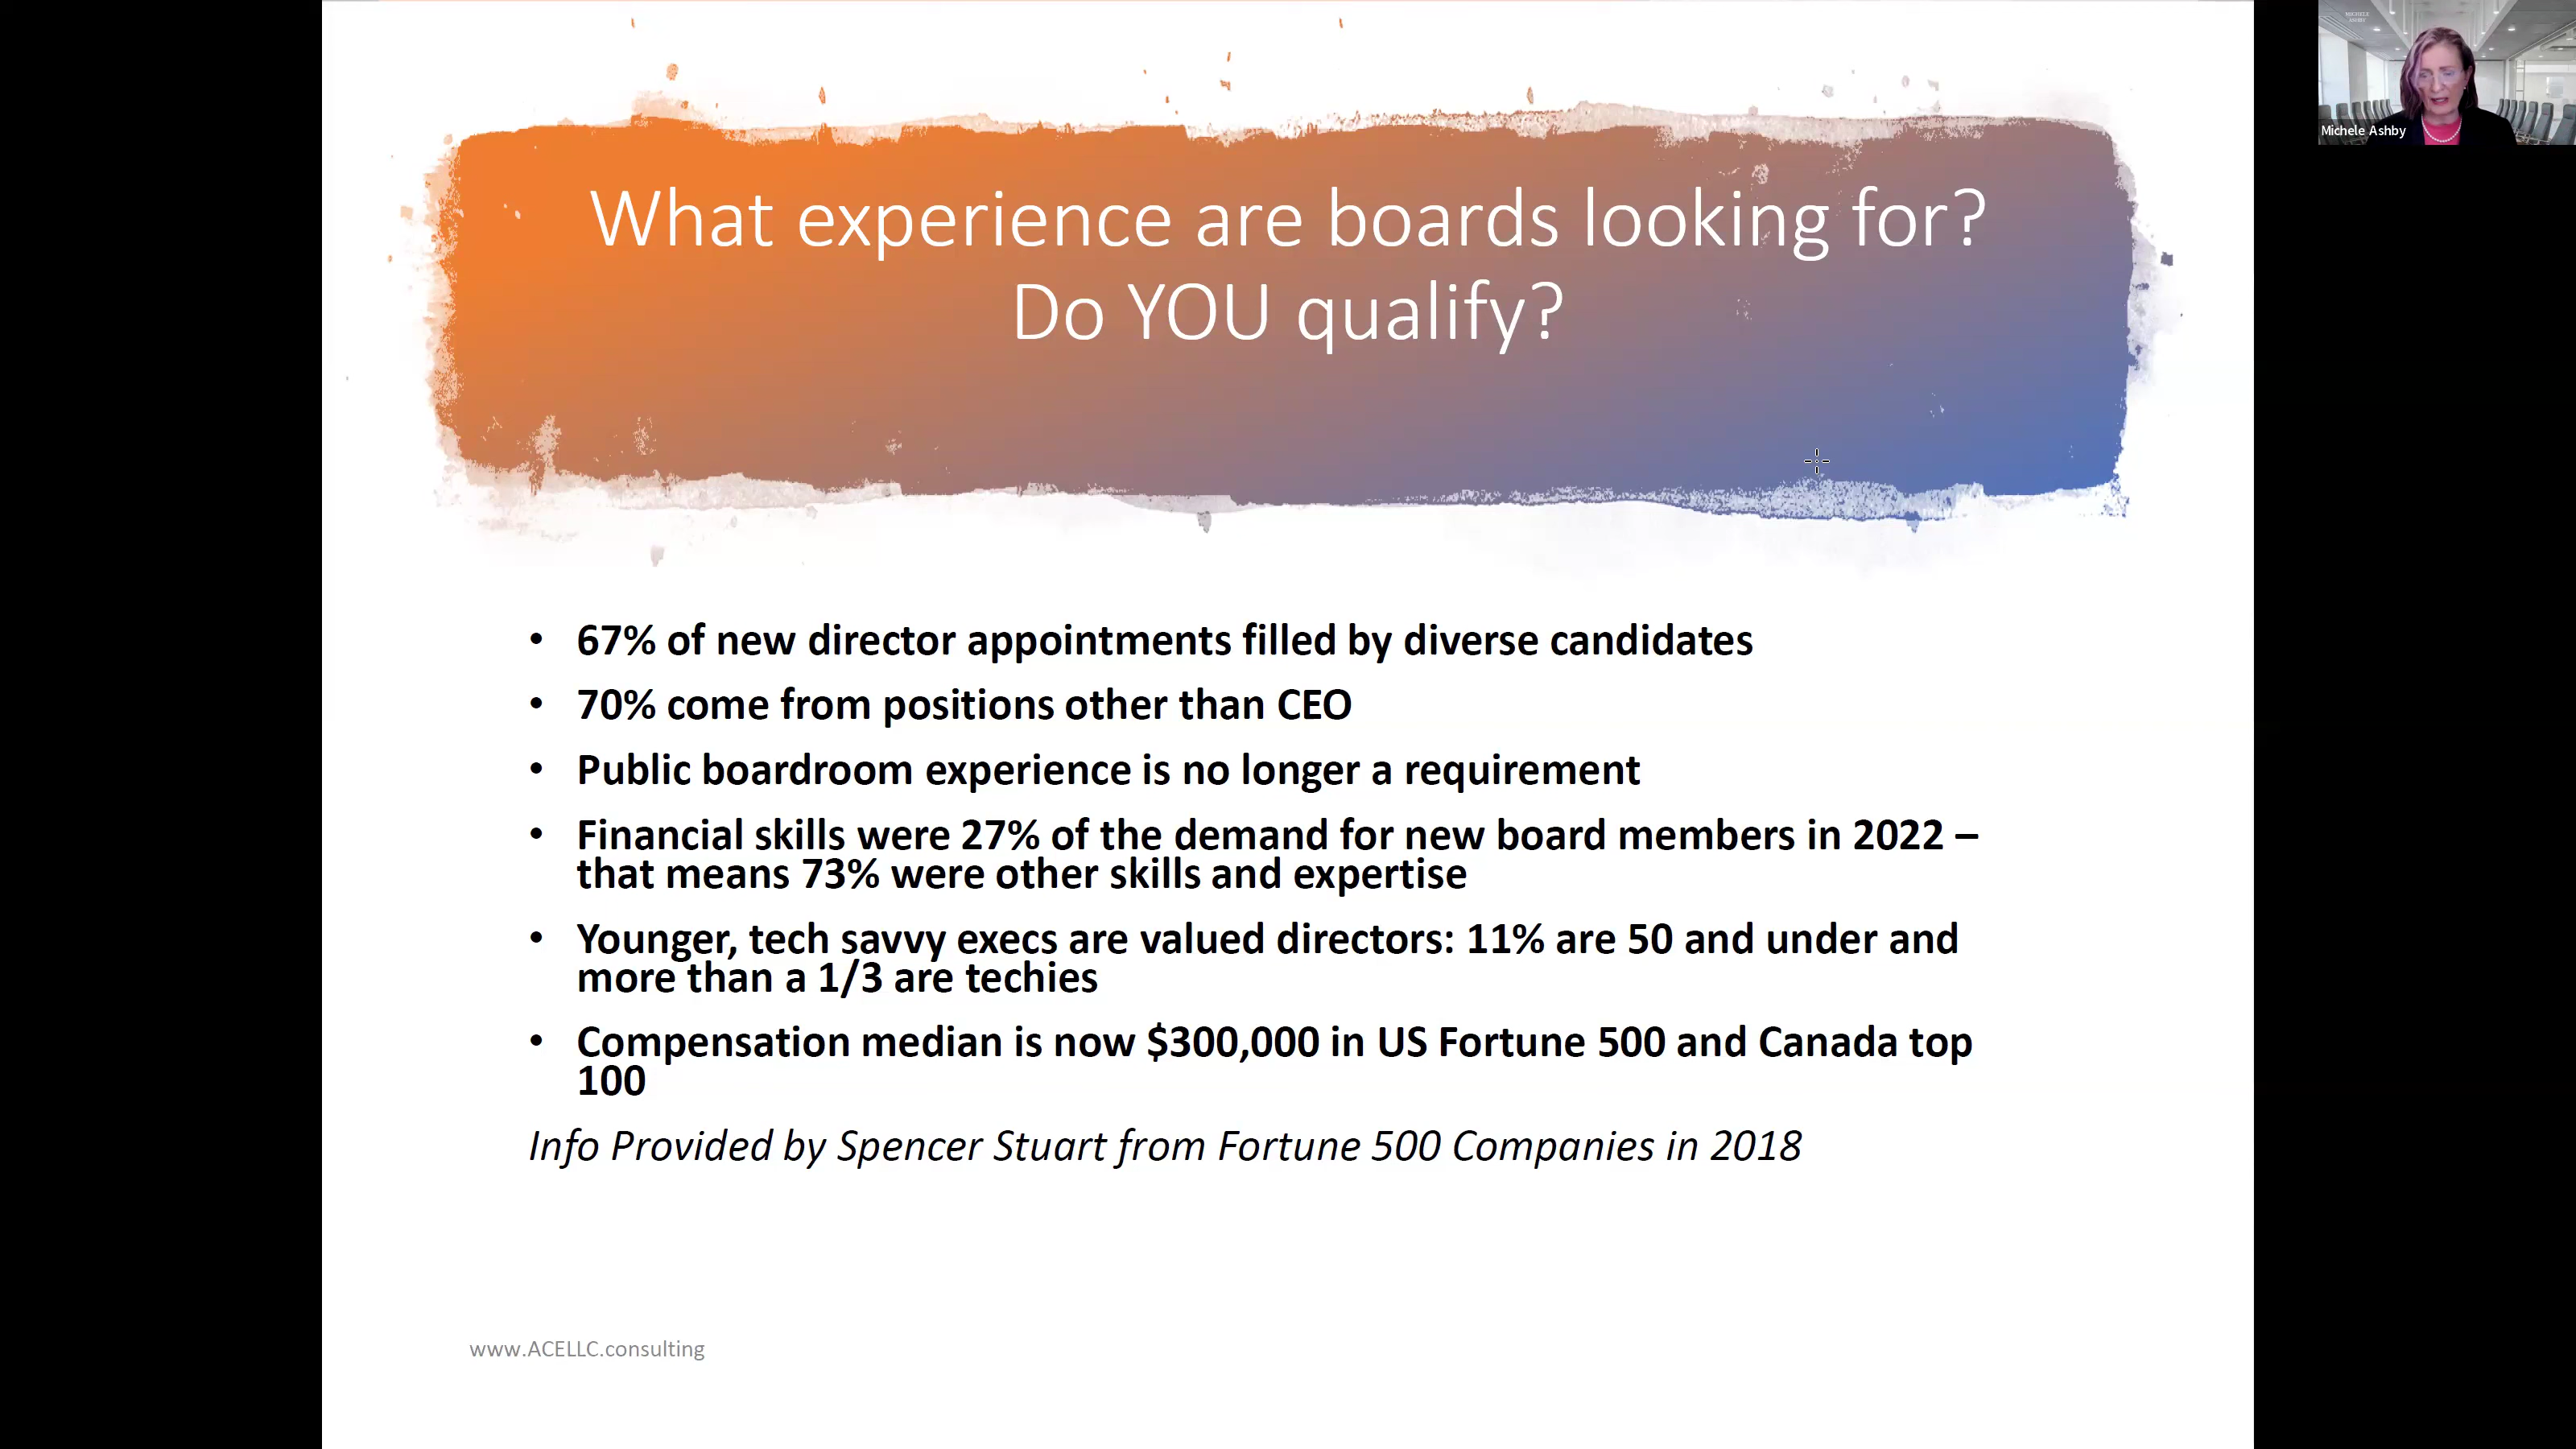 What experience are boards looking for?
Do YOU qualify?
• 67% of new director appointments filled by diverse candidates
• 70% come from positions other than CEO
• Public boardroom experience is no longer a requirement
• Financial skills were 27% of the demand for new board members in 2022 –
that means 73% were other skills and expertise
• Younger, tech savvy execs are valued directors: 11% are 50 and under and
more than a 1/3 are techies
• Compensation median is now $300,000 in US Fortune 500 and Canada top
100
Info Provided by Spencer Stuart from Fortune 500 Companies in 2018
www.ACELLC.consulting
MICHELE
ASHBY
Michele Ashby